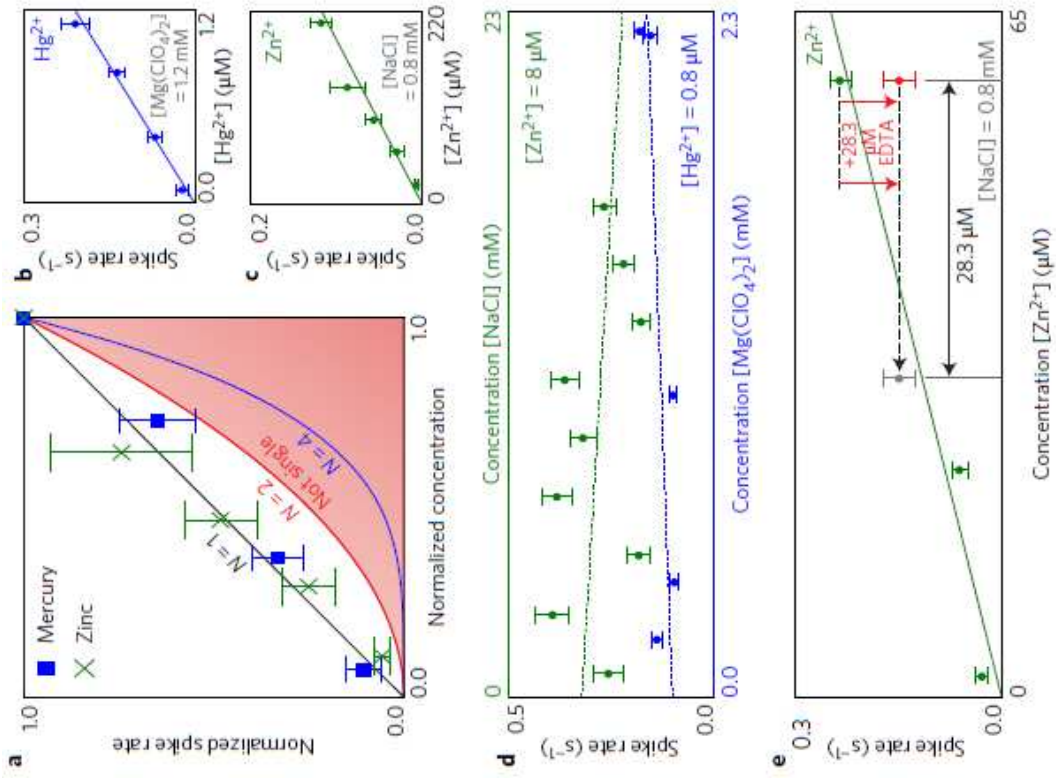 a
Mercury
Zinc
Normalized spike rate
1.0
0.0
N = 1
N = 2
Not single
N = 4
0.0
1.0
Normalized concentration
b
Spike rate (s⁻¹)
0.3
0.0
Hg²⁺
[Mg(ClO₄)₂]
= 1.2 mM
0.0
1.2
[Hg²⁺] (μM)
c
Spike rate (s⁻¹)
0.2
0.0
Zn²⁺
[NaCl]
= 0.8 mM
0
220
[Zn²⁺] (μM)
d
Concentration [NaCl] (mM)
0
23
Spike rate (s⁻¹)
0.5
0.0
[Zn²⁺] = 8 μM
[Hg²⁺] = 0.8 μM
0.0
2.3
Concentration [Mg(ClO₄)₂] (mM)
e
Spike rate (s⁻¹)
0.3
0.0
Zn²⁺
+28.3
μM
EDTA
28.3 μM
[NaCl] = 0.8 mM
0
65
Concentration [Zn²⁺] (μM)